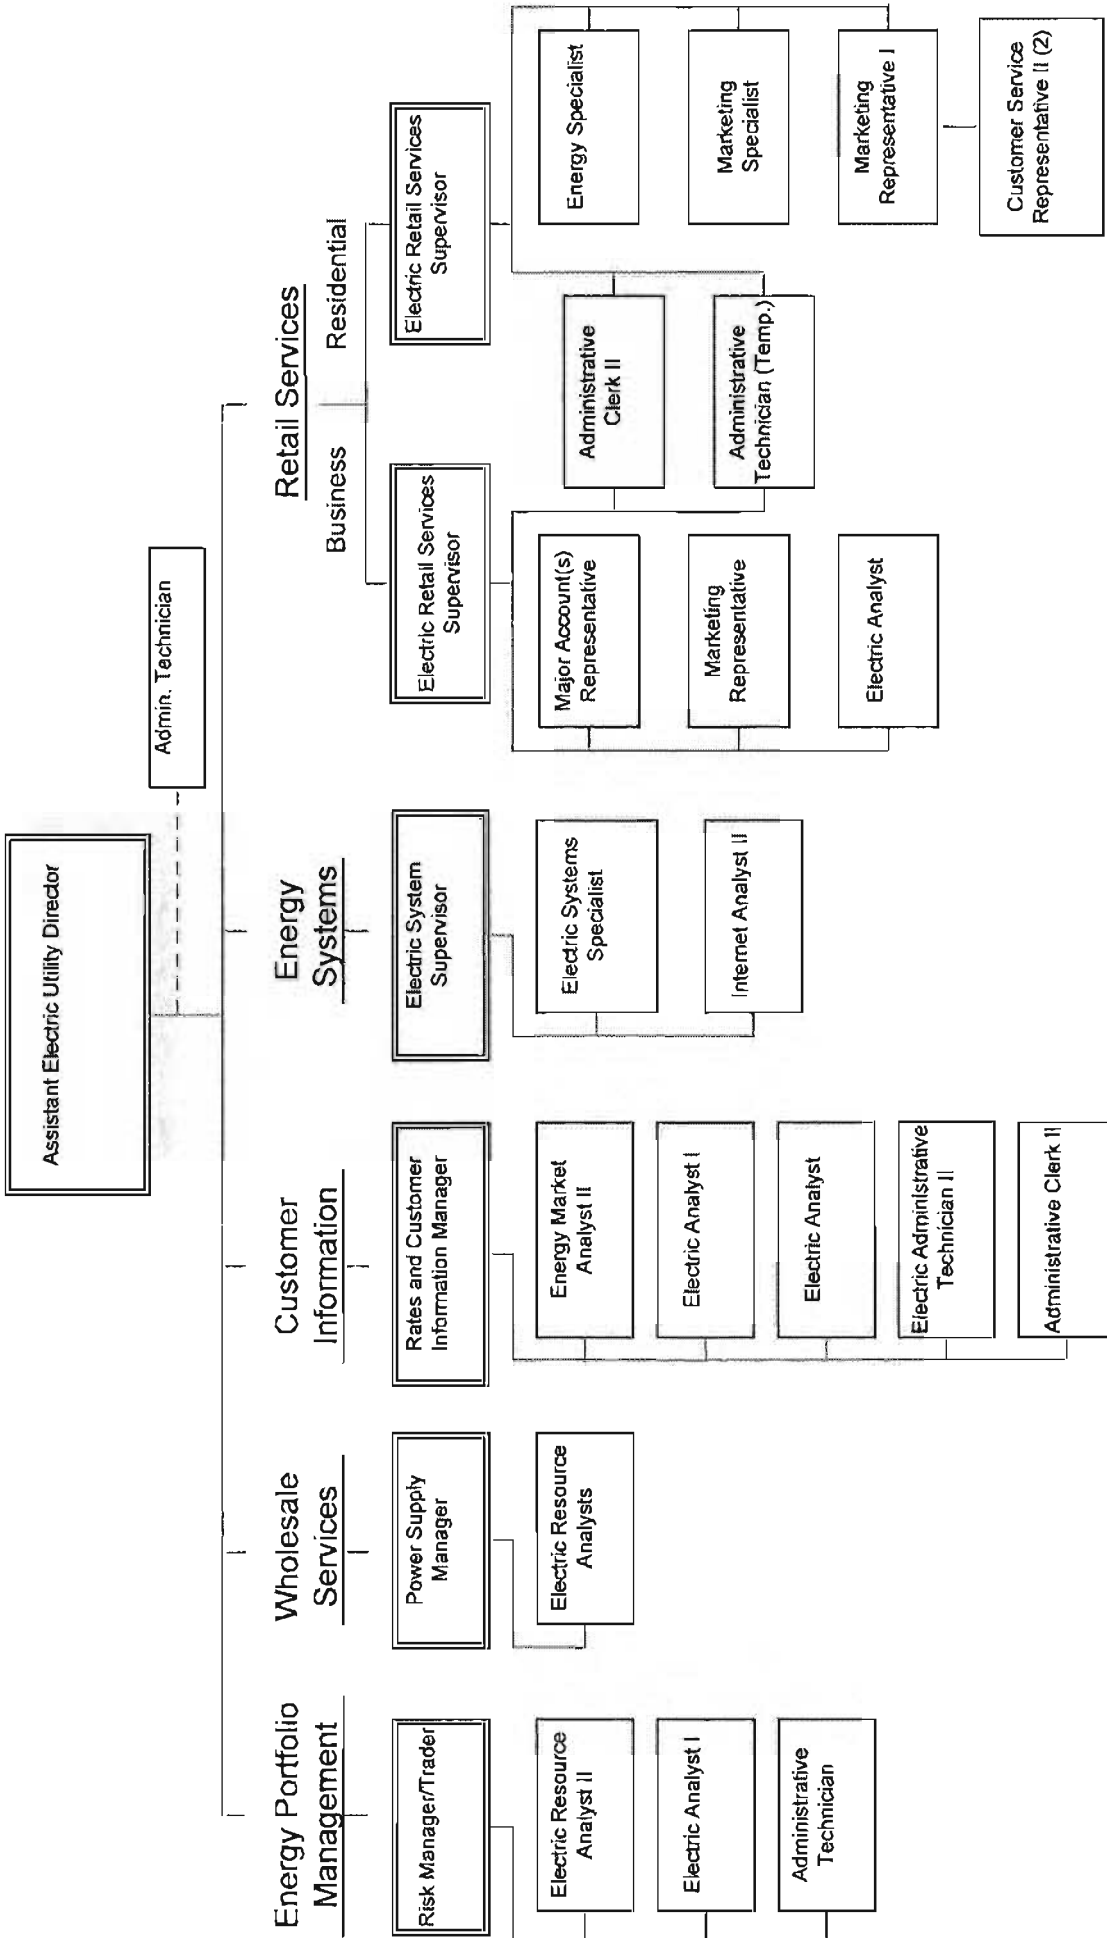 Assistant Electric Utility Director
Admin. Technician
Energy Portfolio
Management
Risk Manager/Trader
Electric Resource
Analyst II
Electric Analyst I
Administrative
Technician
Wholesale
Services
Power Supply
Manager
Electric Resource
Analysts
Customer
Information
Rates and Customer
Information Manager
Energy Market
Analyst II
Electric Analyst I
Electric Analyst
Electric Administrative
Technician II
Administrative Clerk II
Energy
Systems
Electric System
Supervisor
Electric Systems
Specialist
Internet Analyst II
Retail Services
Business
Residential
Electric Retail Services
Supervisor
Major Account(s)
Representative
Marketing
Representative
Electric Analyst
Administrative
Clerk II
Administrative
Technician (Temp.)
Electric Retail Services
Supervisor
Energy Specialist
Marketing
Specialist
Marketing
Representative I
Customer Service
Representative II (2)